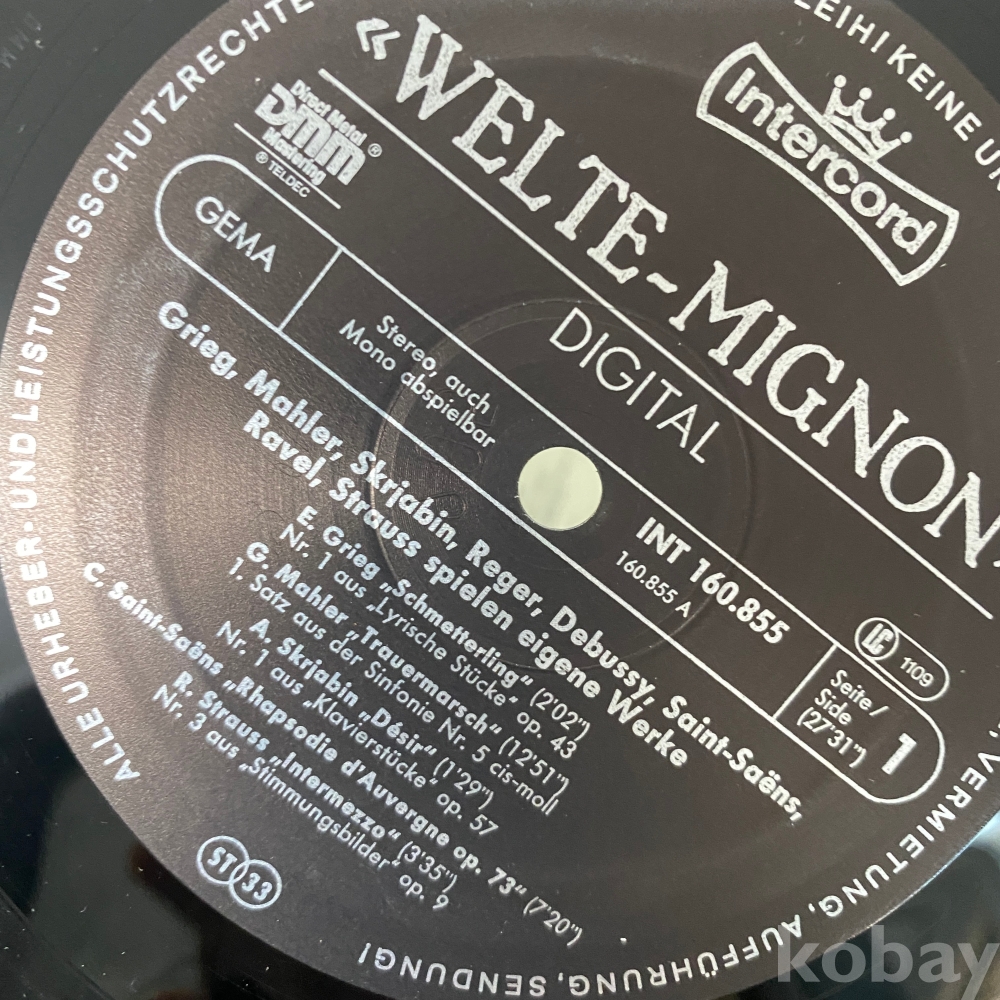 «WELTE-MIGNON
Intercord
DIGITAL
Direct Metal
DMM®
Mastering
® TELDEC
GEMA
Stereo, auch
Mono abspielbar
INT 160.855
160.855 A
LC 1109
Seite/
Side
(27'31")
1
Grieg, Mahler, Skrjabin, Reger, Debussy, Saint-Saëns,
Ravel, Strauss spielen eigene Werke
E. Grieg „Schmetterling“ (2'02")
Nr. 1 aus „Lyrische Stücke“ op. 43
G. Mahler „Trauermarsch“ (12'51")
1. Satz aus der Sinfonie Nr. 5 cis-moll
A. Skrjabin „Désir“ (1'29")
Nr. 1 aus „Klavierstücke“ op. 57
C. Saint-Saëns „Rhapsodie d'Auvergne op. 73“ (7'20")
R. Strauss „Intermezzo“ (3'35")
Nr. 3 aus „Stimmungsbilder“ op. 9
ST 33
ALLE URHEBER- UND LEISTUNGSSCHUTZRECHTE
LEIH! KEINE
VERMIETUNG, AUFFÜHRUNG, SENDUNG!
kobay